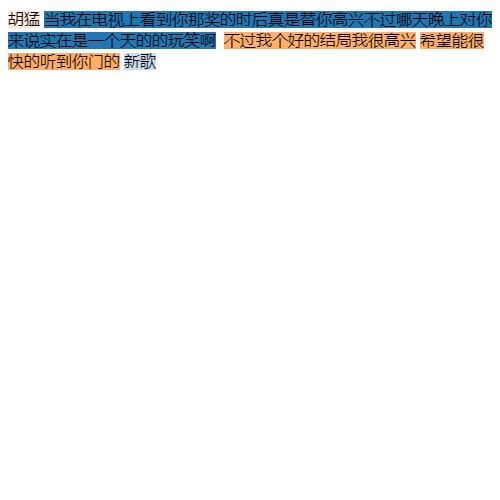 胡猛 当我在电视上看到你那奖的时后真是替你高兴不过哪天晚上对你
来说实在是一个天的的玩笑啊 不过我个好的结局我很高兴 希望能很
快的听到你门的 新歌